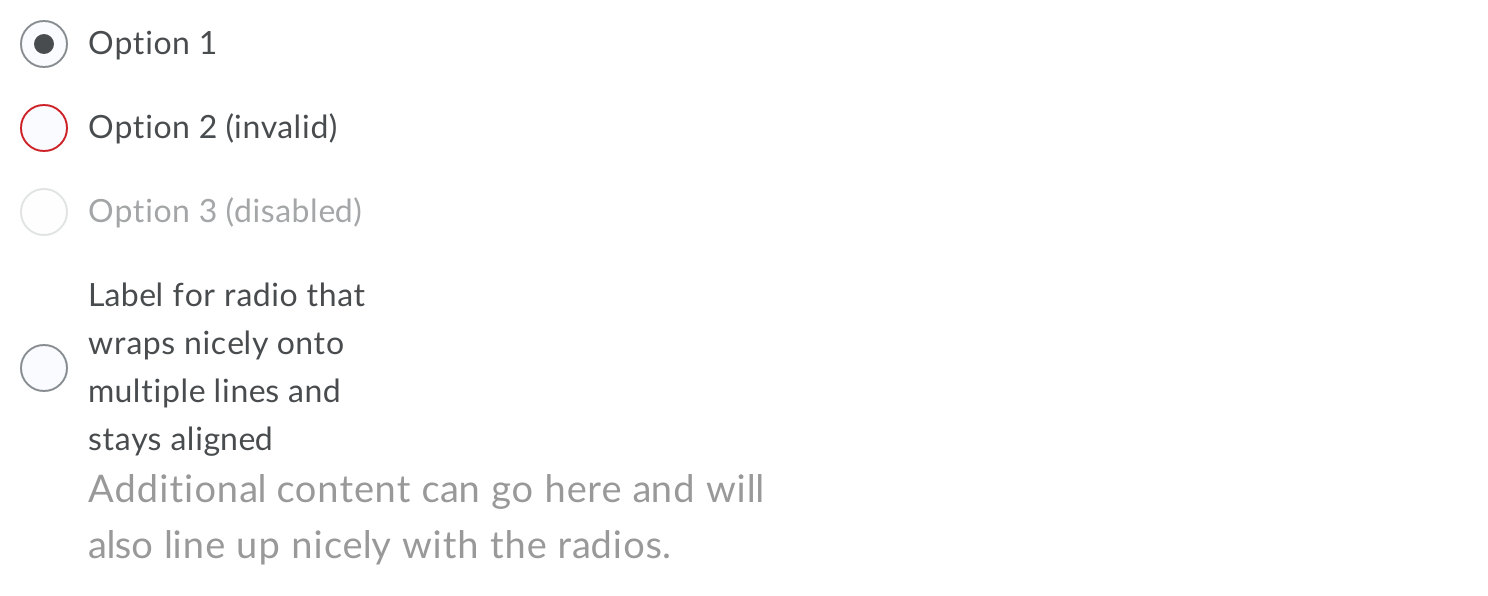 Option 1
Option 2 (invalid)
Option 3 (disabled)
Label for radio that
wraps nicely onto
multiple lines and
stays aligned
Additional content can go here and will
also line up nicely with the radios.